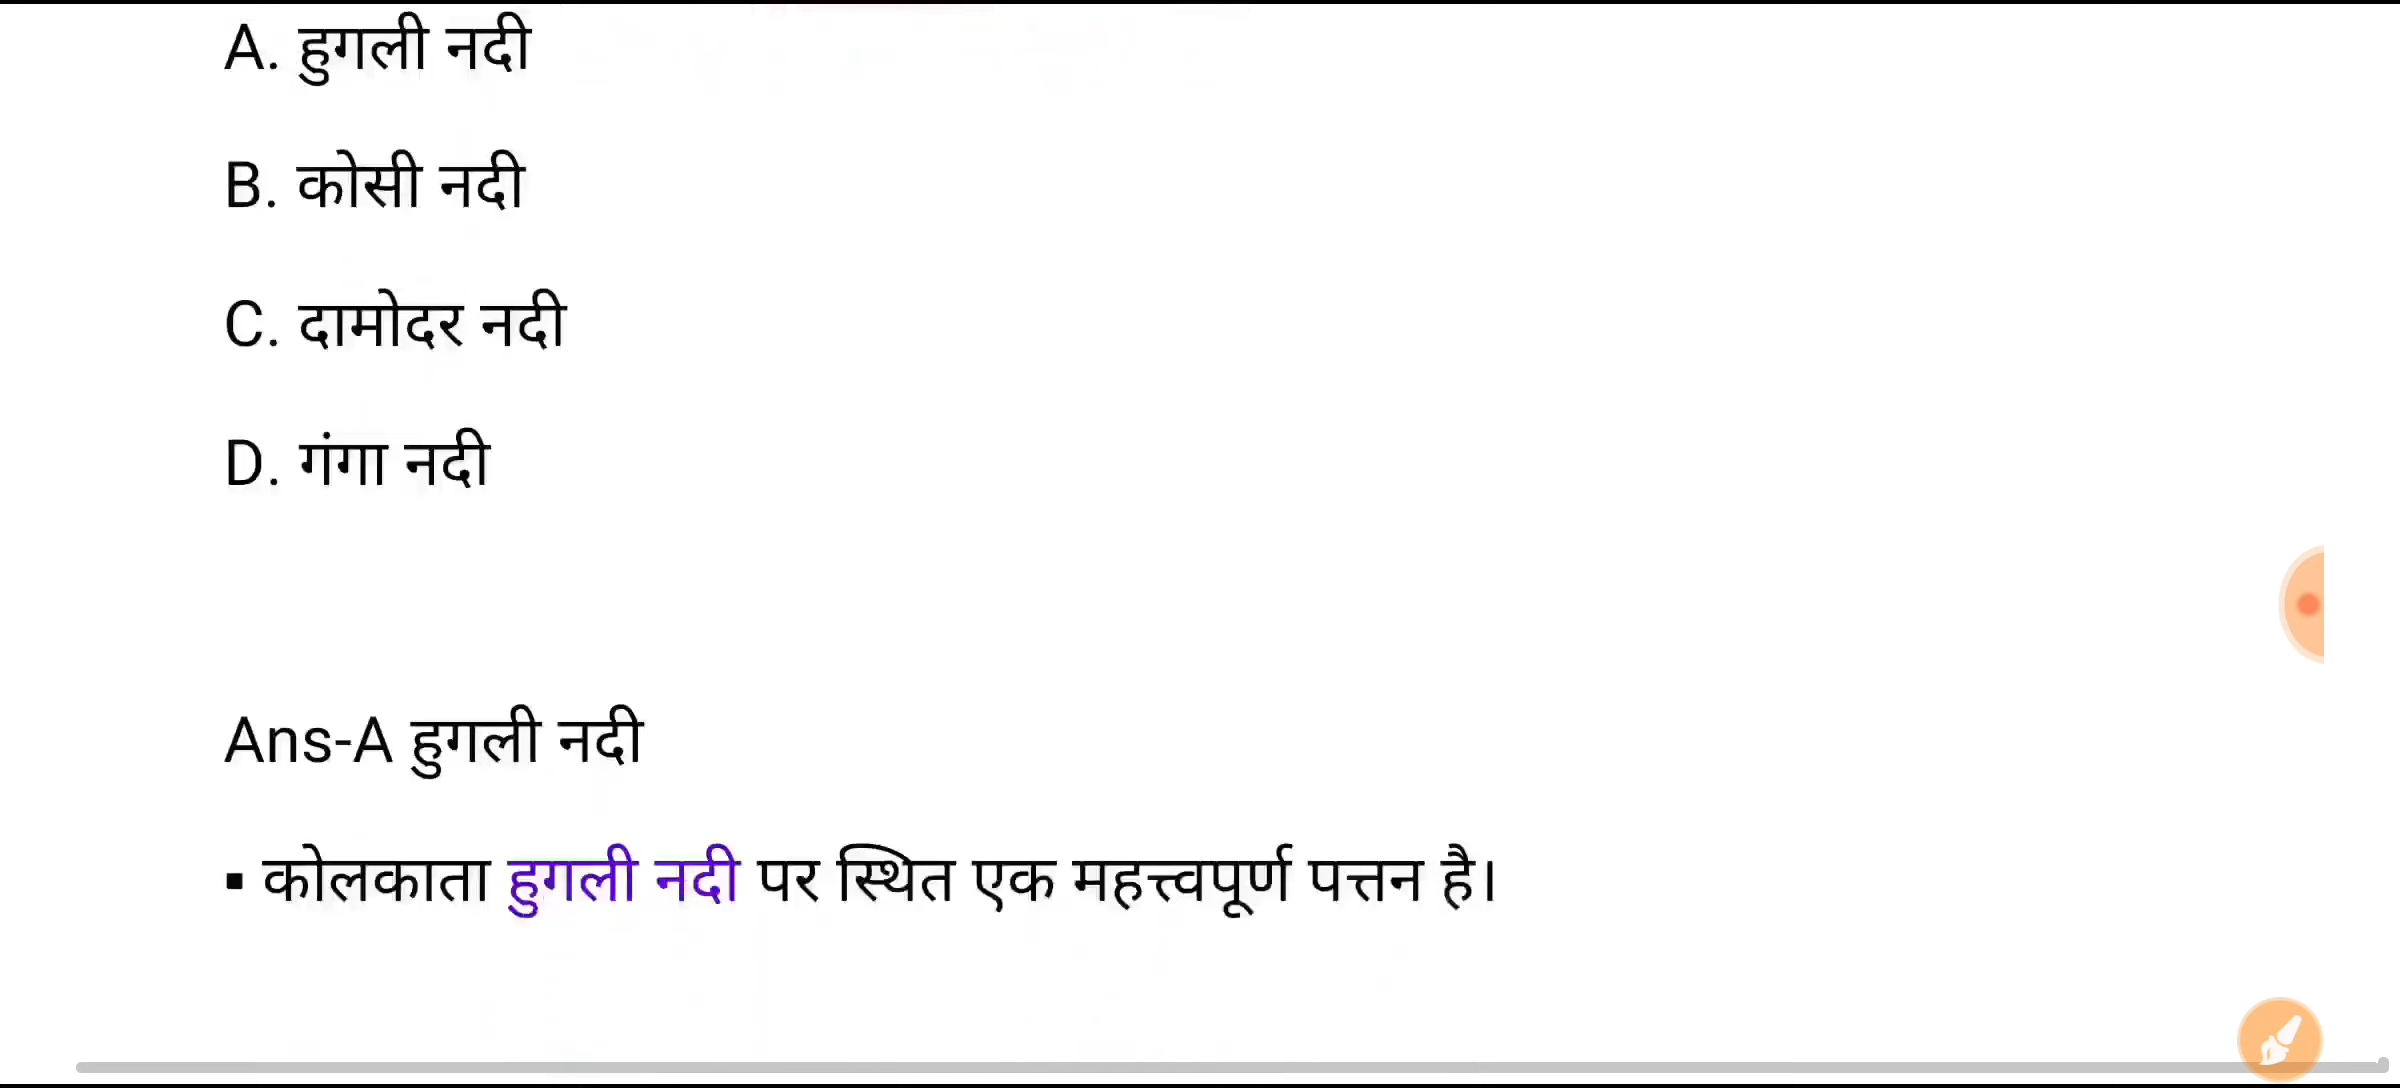 A. हुगली नदी
B. कोसी नदी
C. दामोदर नदी
D. गंगा नदी
Ans-A हुगली नदी
▪ कोलकाता हुगली नदी पर स्थित एक महत्त्वपूर्ण पत्तन है।